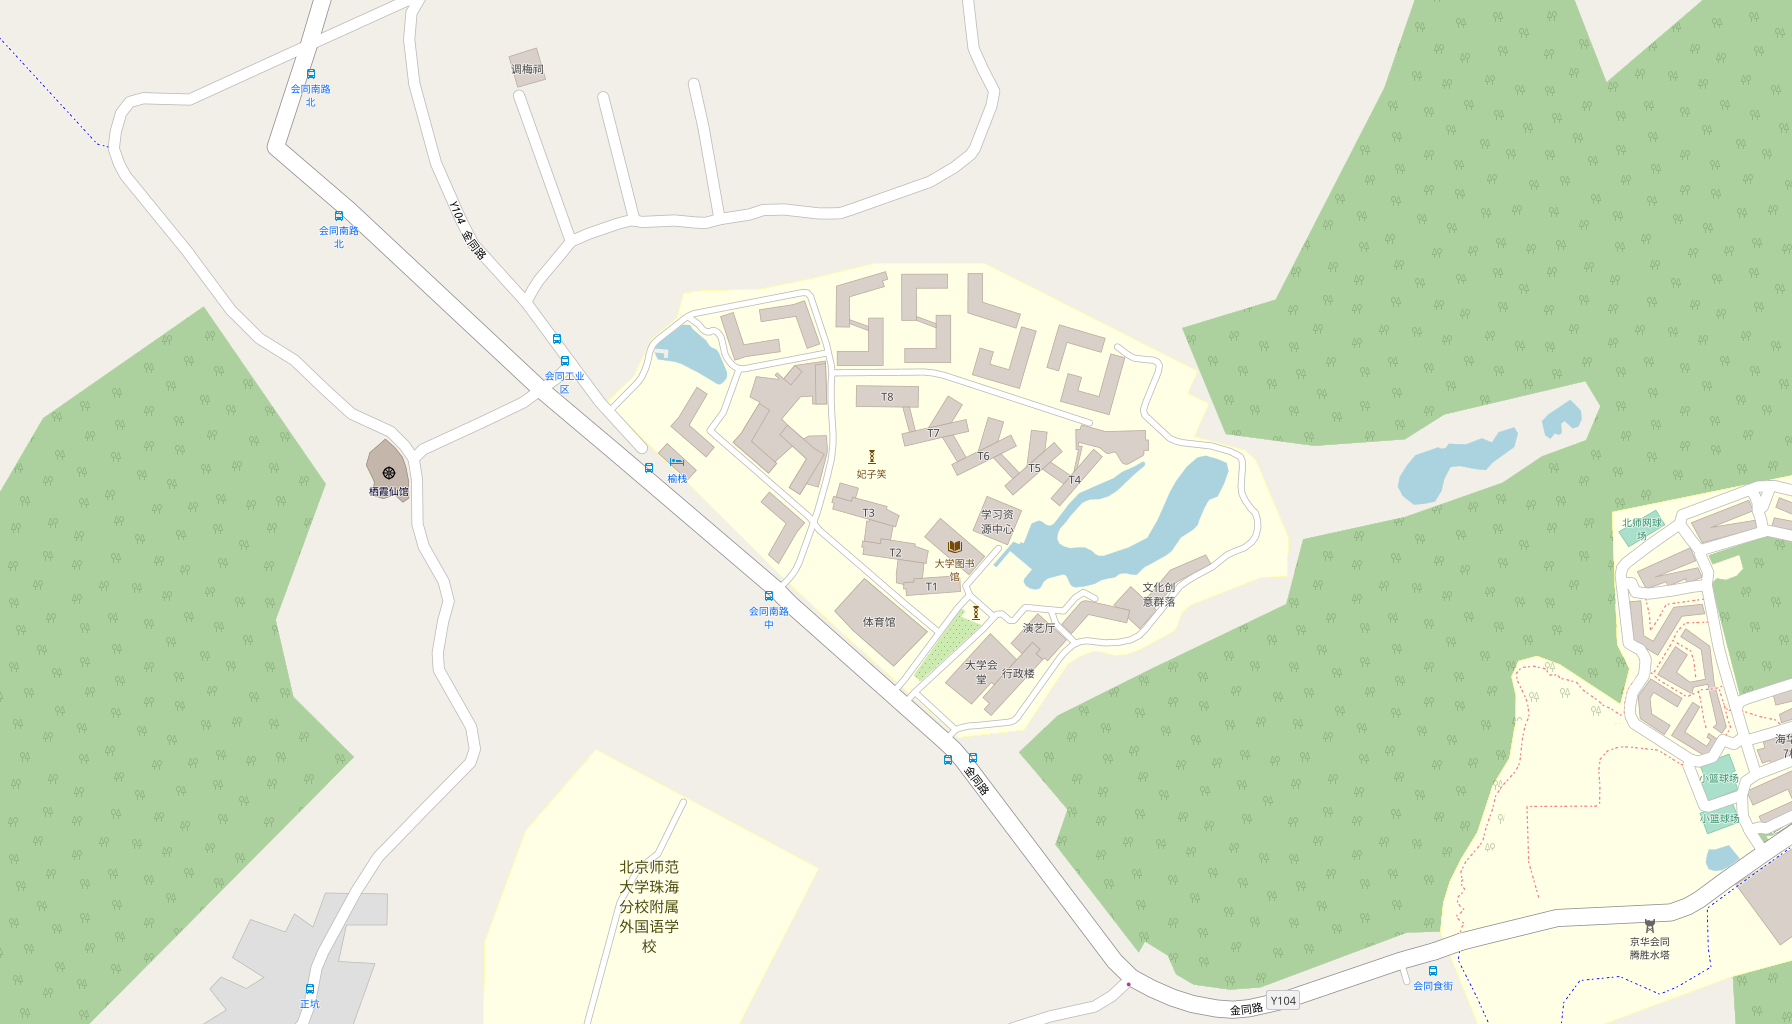 调梅祠
会同南路
北
会同南路
北
Y104
金同路
会同工业
区
T8
T7
T6
T5
T4
妃子笑
榆栈
栖霞仙馆
T3
T2
T1
学习资
源中心
大学图书
馆
北师网球
场
文化创
意群落
会同南路
中
体育馆
演艺厅
大学会
堂
行政楼
金同路
海华
7栋
小篮球场
小篮球场
北京师范
大学珠海
分校附属
外国语学
校
京华会同
腾胜水塔
会同食街
正坑
金同路
Y104